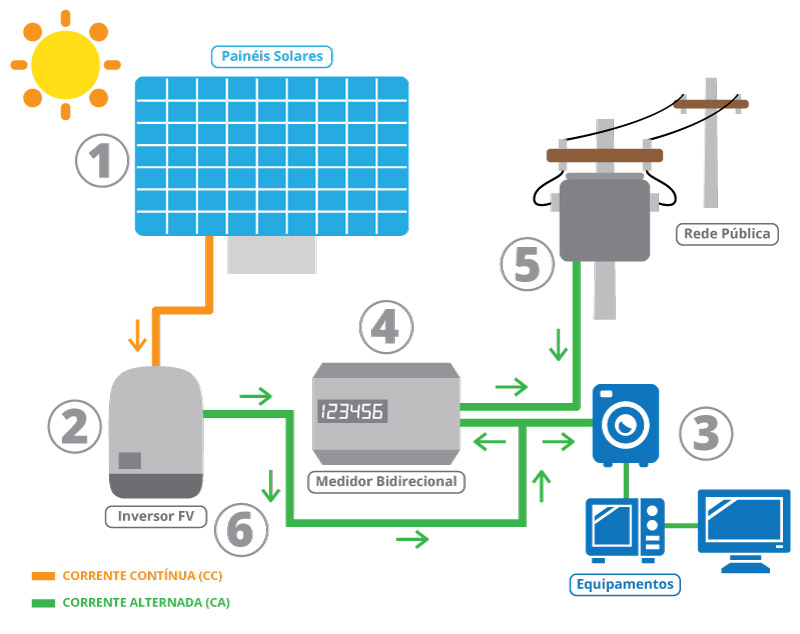 Painéis Solares
1
Rede Pública
5
4
2
123456
3
Medidor Bidirecional
Inversor FV
6
CORRENTE CONTÍNUA (CC)
Equipamentos
CORRENTE ALTERNADA (CA)